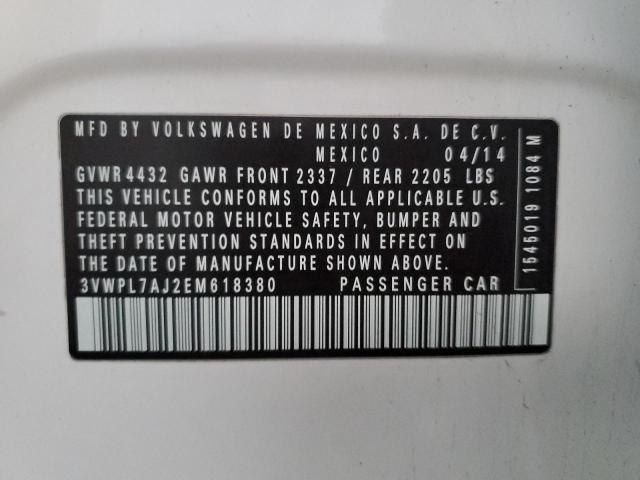 MFD BY VOLKSWAGEN DE MEXICO S.A. DE C.V.
MEXICO 04/14
GVWR 4432 GAWR FRONT 2337 / REAR 2205 LBS
THIS VEHICLE CONFORMS TO ALL APPLICABLE U.S.
FEDERAL MOTOR VEHICLE SAFETY, BUMPER AND
THEFT PREVENTION STANDARDS IN EFFECT ON
THE DATE OF MANUFACTURE SHOWN ABOVE.
3VWPL7AJ2EM618380 PASSENGER CAR
1545019 1084 M